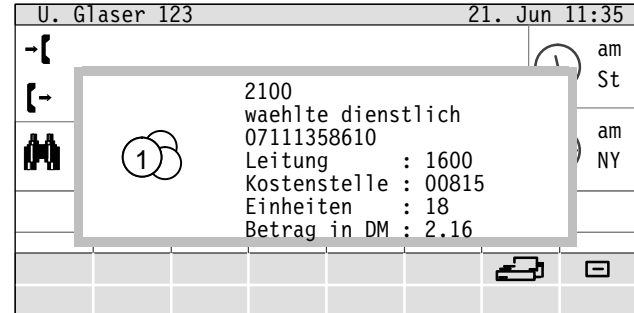 U. Glaser 123 21. Jun 11:35
am
St
2100
waehlte dienstlich
07111358610
Leitung : 1600
Kostenstelle : 00815
Einheiten : 18
Betrag in DM : 2.16
1
am
NY